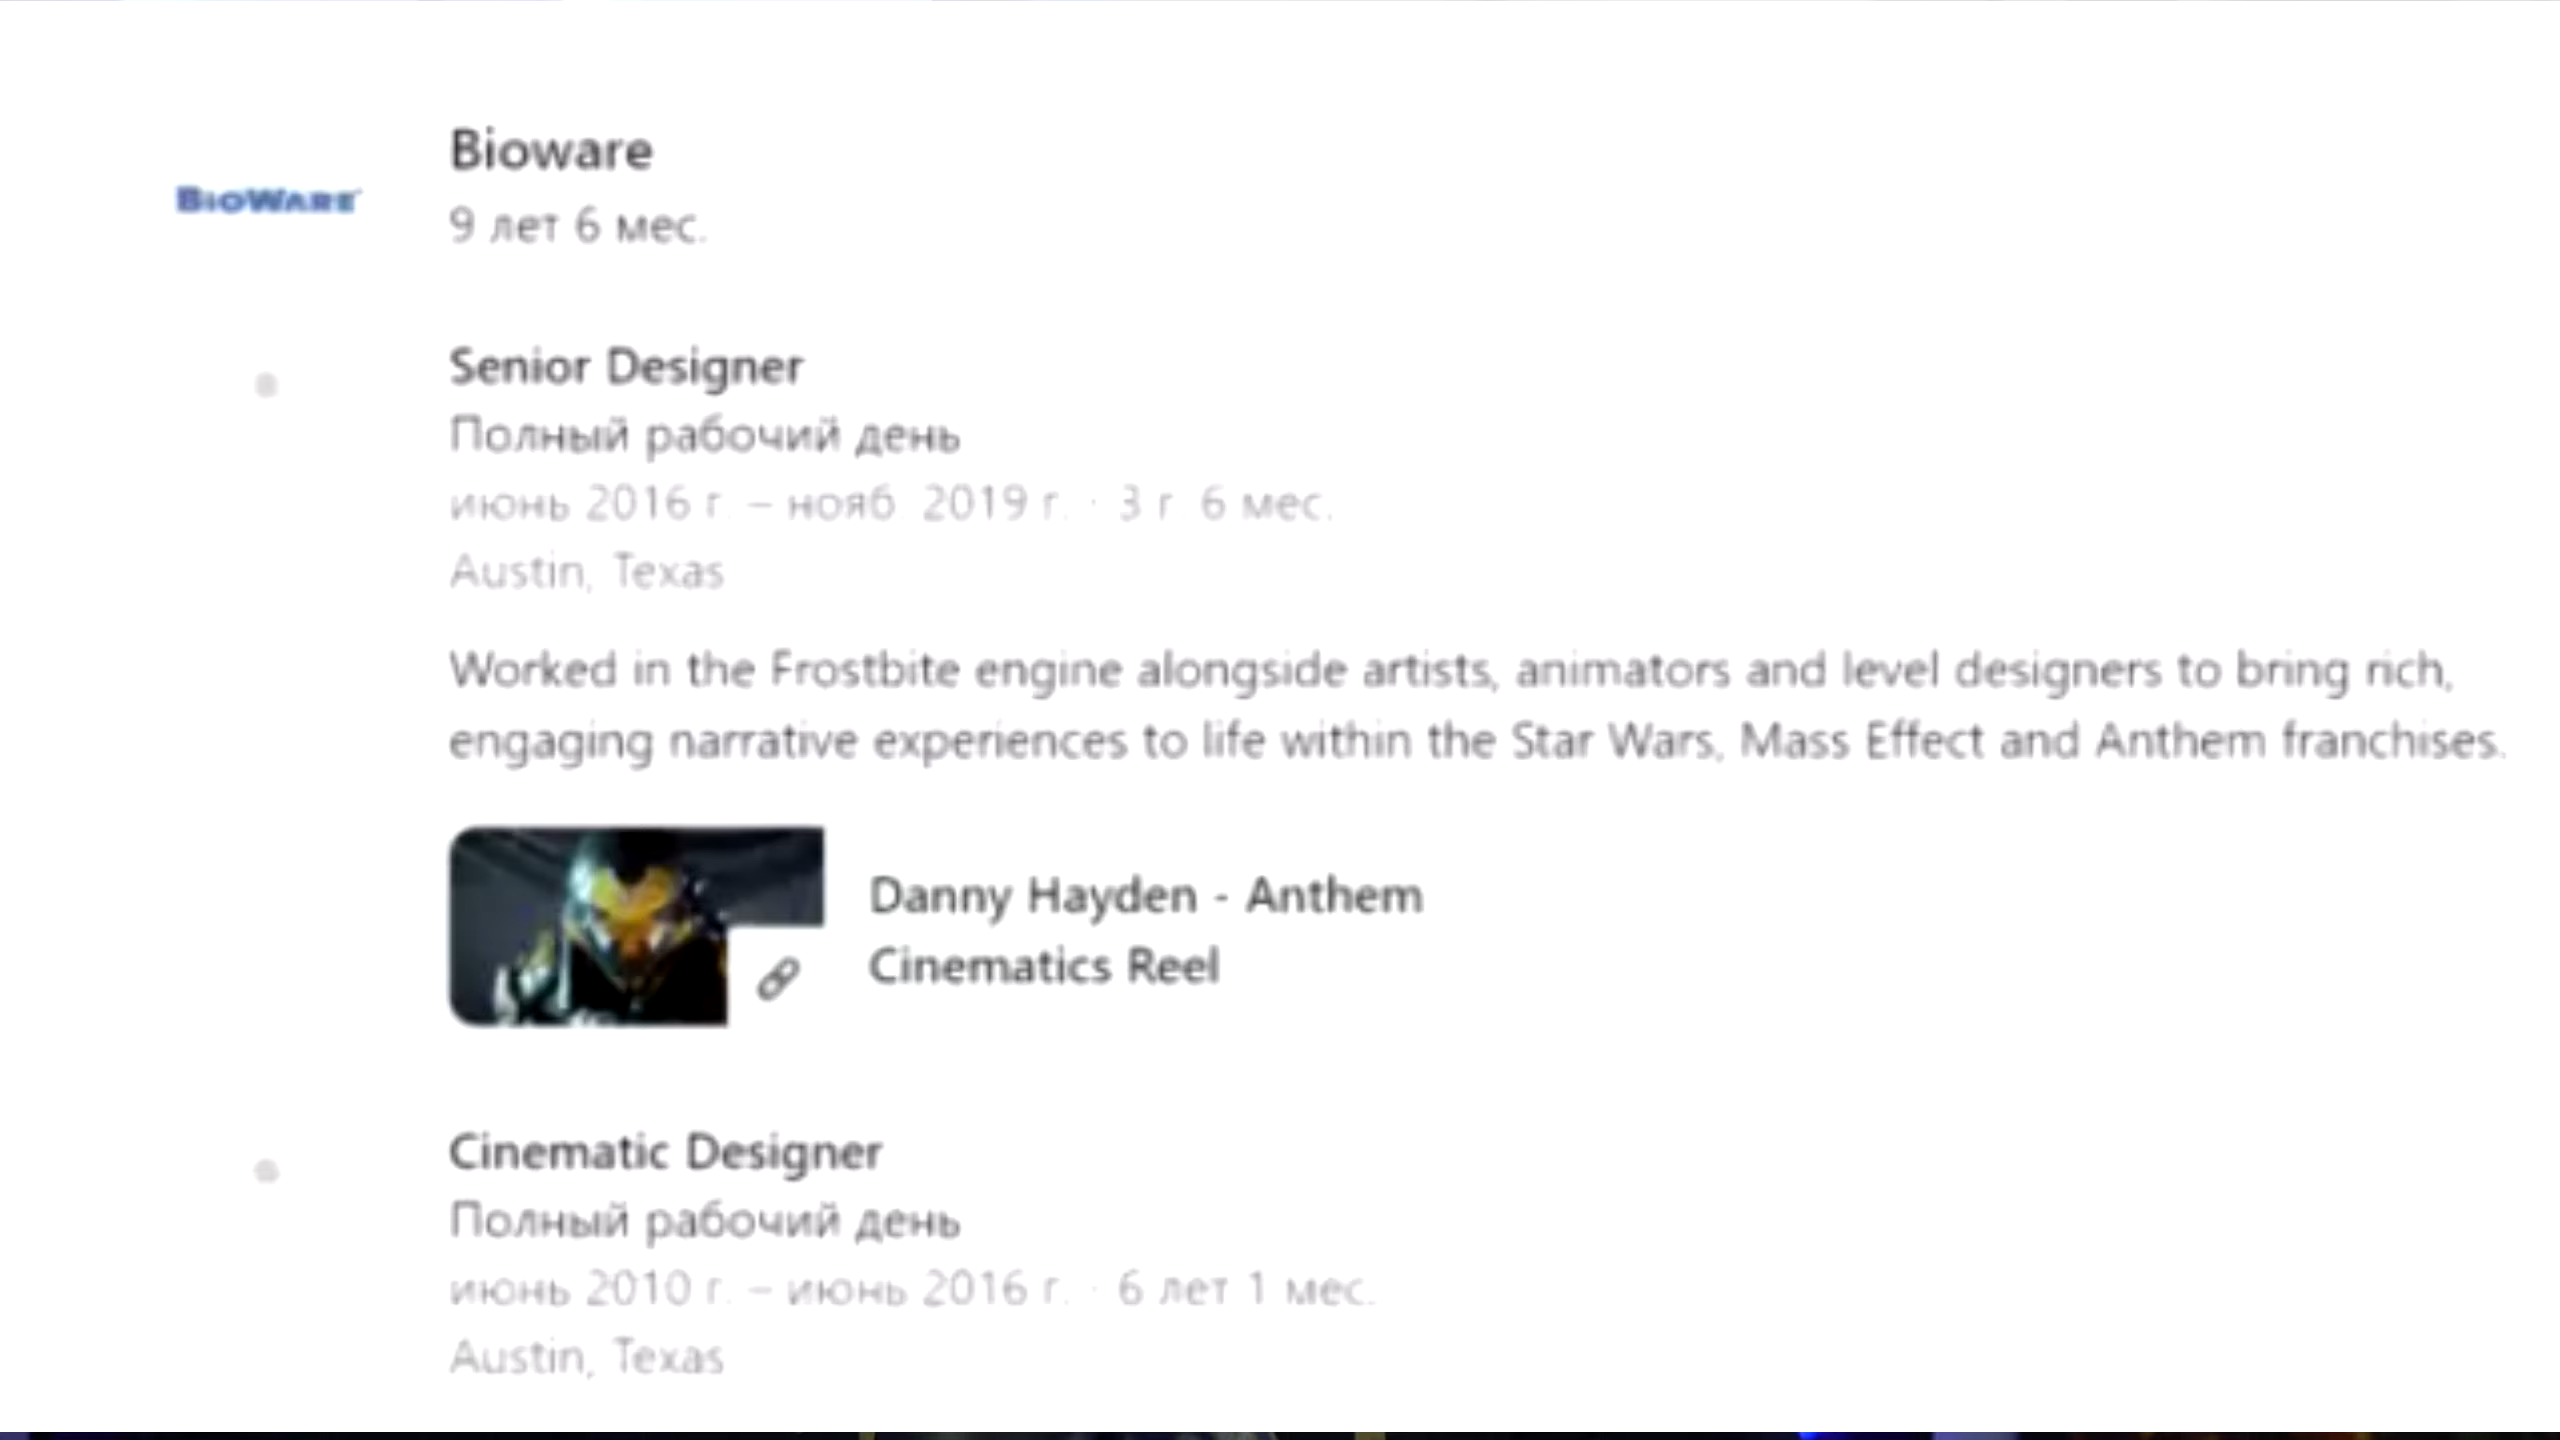 Bioware
BIOWARE
9 лет 6 мес.
Senior Designer
Полный рабочий день
июнь 2016 г. – нояб. 2019 г. · 3 г. 6 мес.
Austin, Texas
Worked in the Frostbite engine alongside artists, animators and level designers to bring rich,
engaging narrative experiences to life within the Star Wars, Mass Effect and Anthem franchises.
Danny Hayden - Anthem
Cinematics Reel
Cinematic Designer
Полный рабочий день
июнь 2010 г. – июнь 2016 г. · 6 лет 1 мес.
Austin, Texas